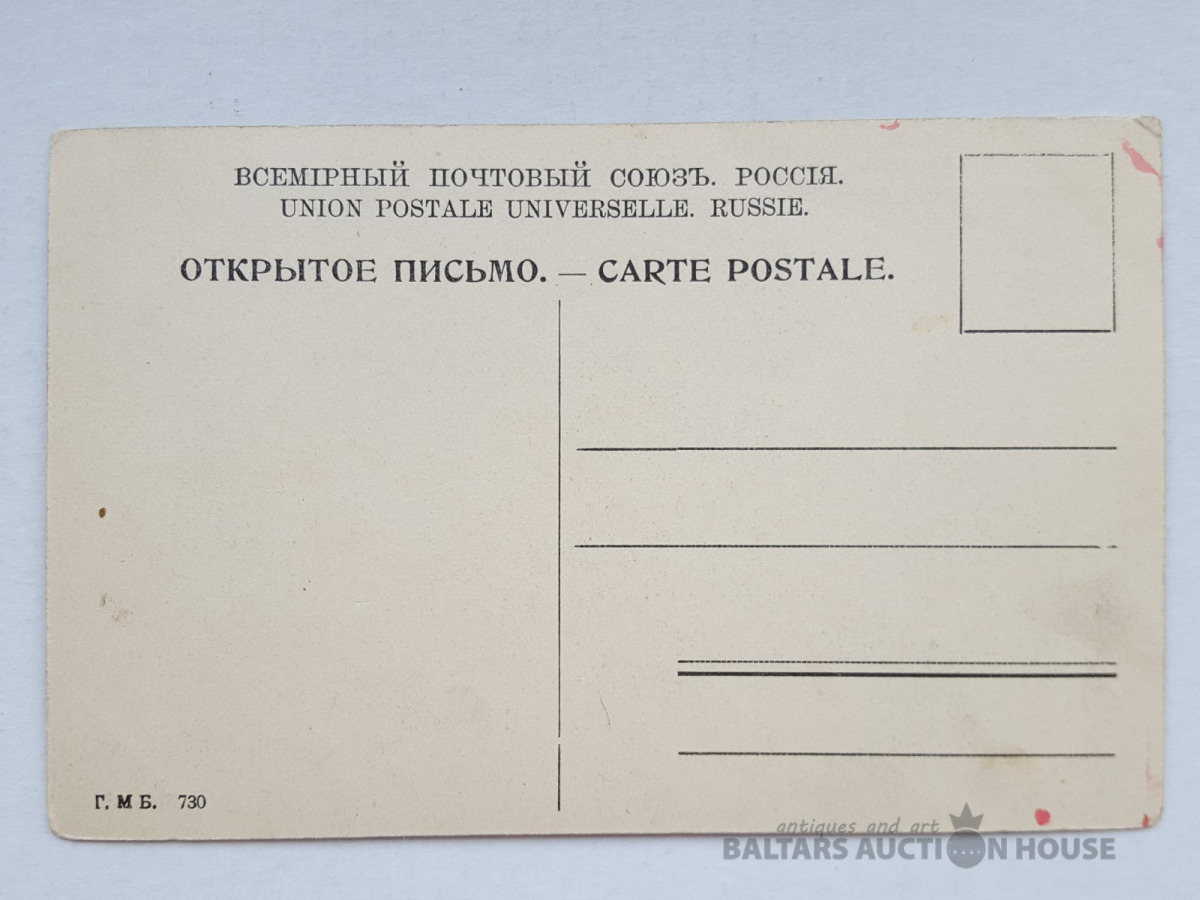 ВСЕМІРНЫЙ ПОЧТОВЫЙ СОЮЗЪ. РОССІЯ.
UNION POSTALE UNIVERSELLE. RUSSIE.
ОТКРЫТОЕ ПИСЬМО. — CARTE POSTALE.
Г. М Б. 730
antiques and art
BALTARS AUCTION HOUSE